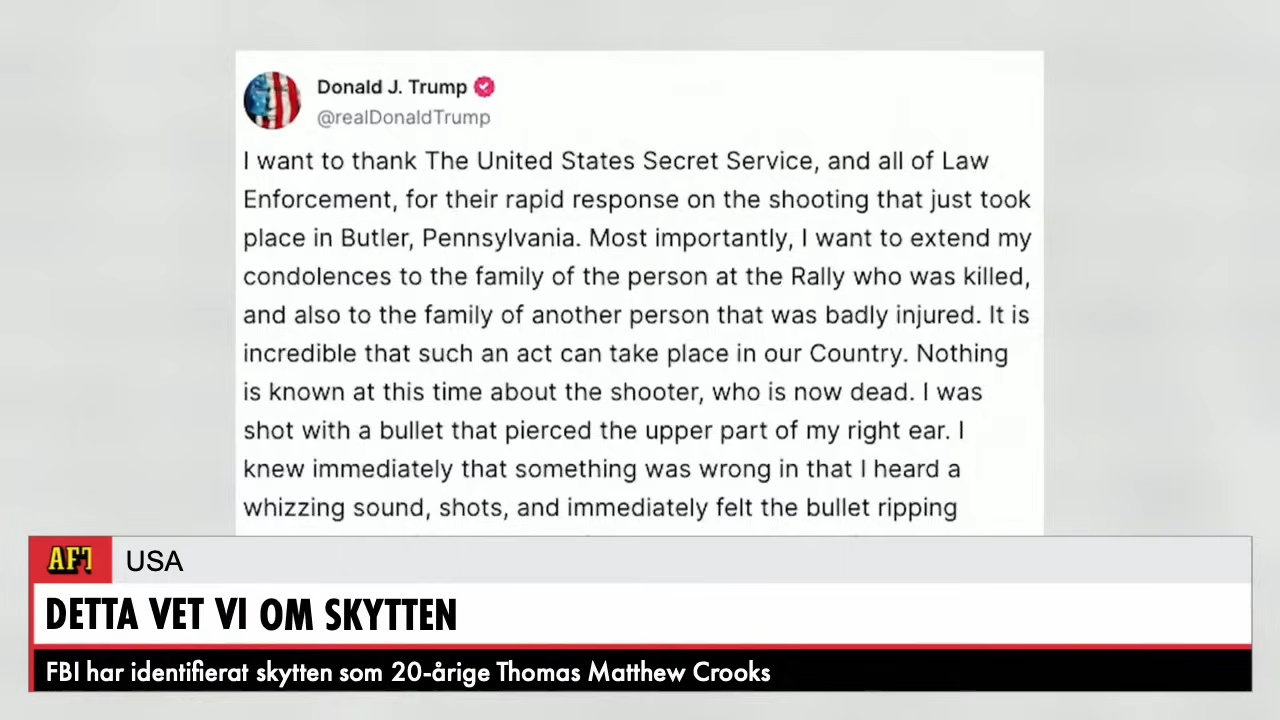 Donald J. Trump
@realDonaldTrump
I want to thank The United States Secret Service, and all of Law
Enforcement, for their rapid response on the shooting that just took
place in Butler, Pennsylvania. Most importantly, I want to extend my
condolences to the family of the person at the Rally who was killed,
and also to the family of another person that was badly injured. It is
incredible that such an act can take place in our Country. Nothing
is known at this time about the shooter, who is now dead. I was
shot with a bullet that pierced the upper part of my right ear. I
knew immediately that something was wrong in that I heard a
whizzing sound, shots, and immediately felt the bullet ripping
USA
DETTA VET VI OM SKYTTEN
FBI har identifierat skytten som 20-årige Thomas Matthew Crooks